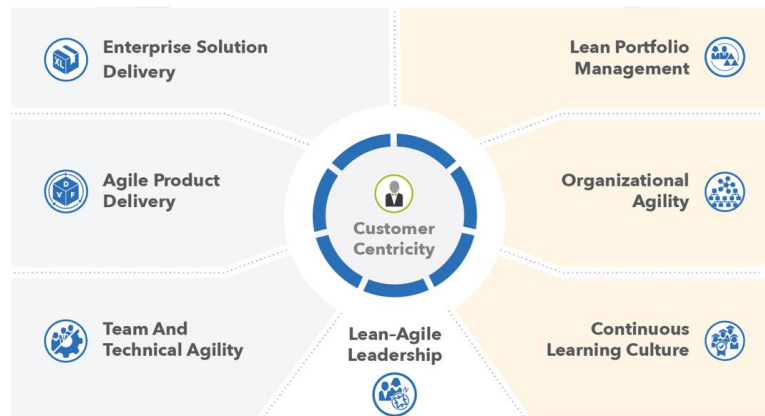 Enterprise Solution
Delivery
Lean Portfolio
Management
XL
Agile Product
Delivery
D
V F
Organizational
Agility
Customer
Centricity
Team And
Technical Agility
Lean–Agile
Leadership
Continuous
Learning Culture